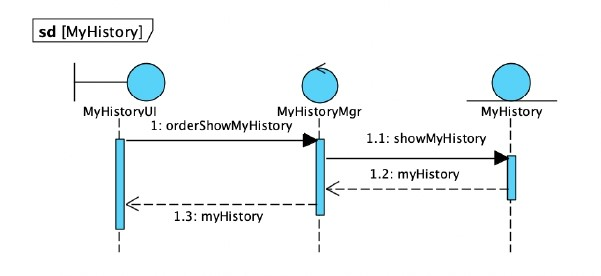 sd [MyHistory]
MyHistoryUI
MyHistoryMgr
MyHistory
1: orderShowMyHistory
1.1: showMyHistory
1.2: myHistory
1.3: myHistory